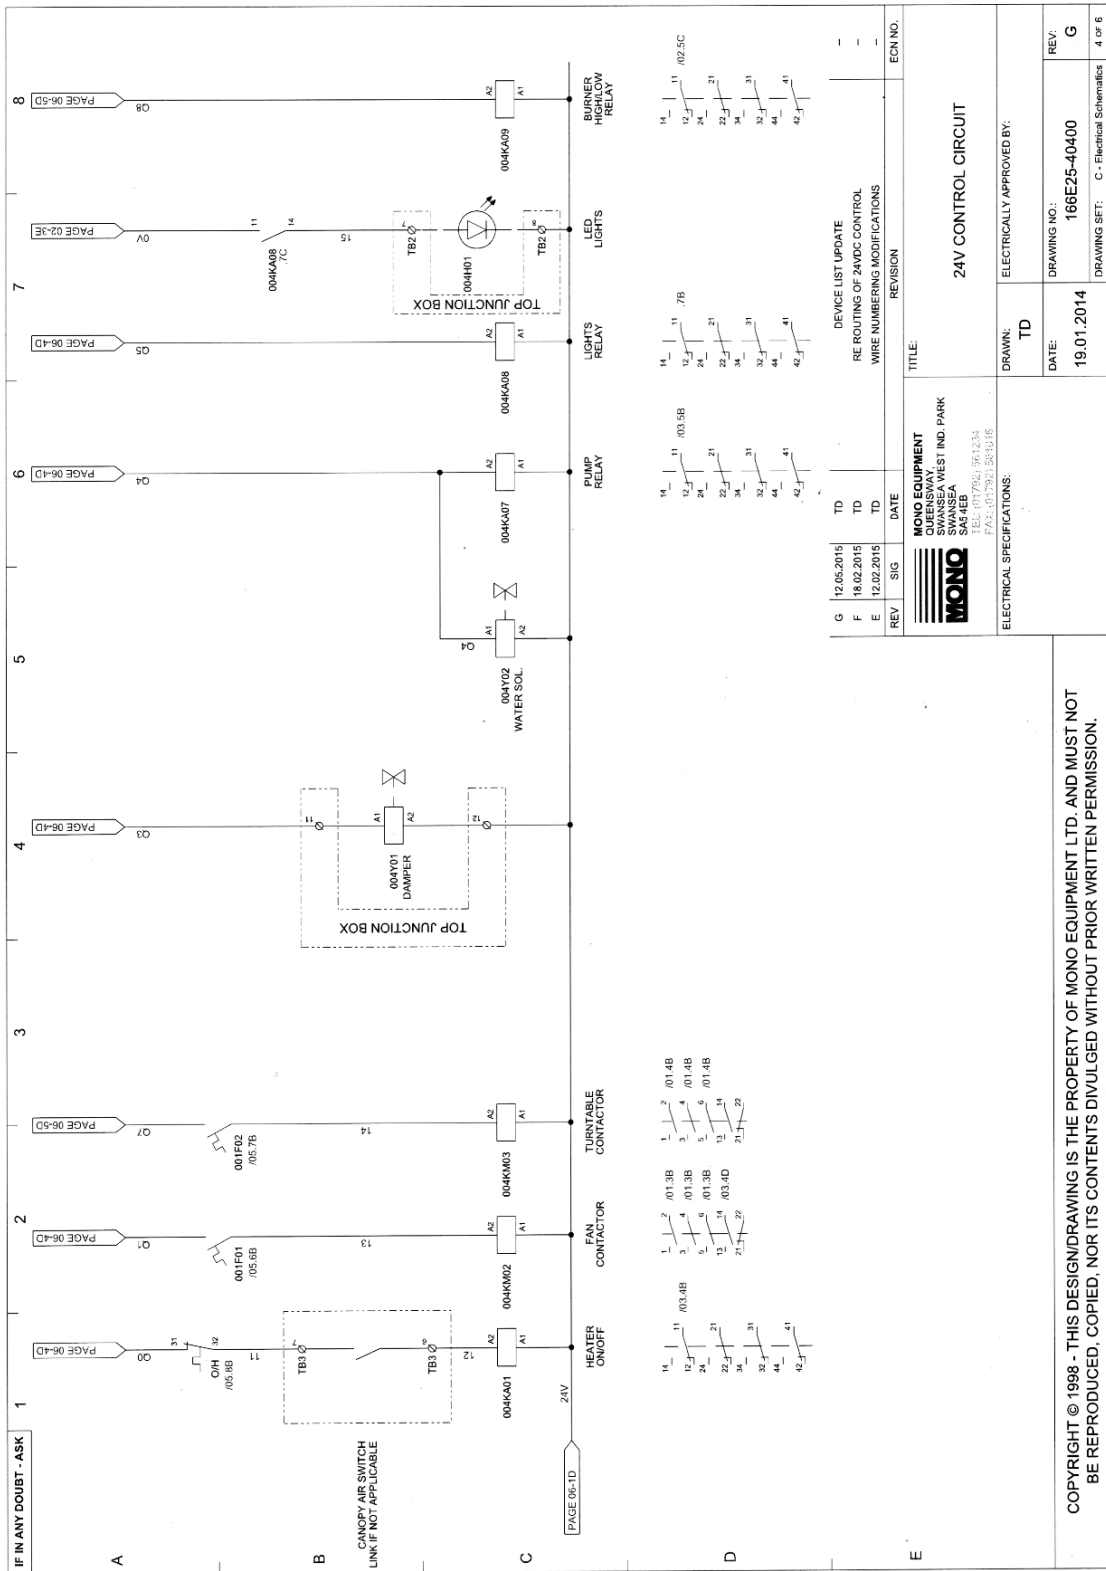 IF IN ANY DOUBT - ASK
1
2
3
4
5
6
7
8
A
B
C
D
E
PAGE 06-4D
Q0
31
32
O/H
/05.8B
11
TB3
7
TB3
8
12
CANOPY AIR SWITCH
LINK IF NOT APPLICABLE
004KA01
A2
A1
HEATER
ON/OFF
24V
PAGE 06-1D
PAGE 06-4D
Q1
001F01
/05.6B
13
004KM02
A2
A1
FAN
CONTACTOR
PAGE 06-5D
Q7
001F02
/05.7B
14
004KM03
A2
A1
TURNTABLE
CONTACTOR
PAGE 06-4D
Q3
11
A1
A2
004Y01
DAMPER
12
TOP JUNCTION BOX
Q4
A1
A2
004Y02
WATER SOL.
PAGE 06-4D
Q4
004KA07
A2
A1
PUMP
RELAY
PAGE 06-4D
Q5
004KA08
A2
A1
LIGHTS
RELAY
PAGE 02-3E
0V
11
14
004KA08
.7C
15
TB2
7
004H01
TB2
8
TOP JUNCTION BOX
LED
LIGHTS
PAGE 06-5D
Q8
004KA09
A2
A1
BURNER
HIGH/LOW
RELAY
14 11 /03.4B
12
24 21
22
34 31
32
44 41
42
1 2 /01.3B
3 4 /01.3B
5 6 /01.3B
13 14 /03.4D
21 22
1 2 /01.4B
3 4 /01.4B
5 6 /01.4B
13 14
21 22
14 11 /03.5B
12
24 21
22
34 31
32
44 41
42
14 11 .7B
12
24 21
22
34 31
32
44 41
42
14 11 /02.5C
12
24 21
22
34 31
32
44 41
42
G 12.05.2015 TD DEVICE LIST UPDATE -
F 18.02.2015 TD RE ROUTING OF 24VDC CONTROL -
E 12.02.2015 TD WIRE NUMBERING MODIFICATIONS -
REV SIG DATE REVISION ECN NO.
MONO
MONO EQUIPMENT
QUEENSWAY,
SWANSEA WEST IND. PARK
SWANSEA
SA5 4EB
TEL: (01792) 561234
FAX: (01792) 561016
TITLE:
24V CONTROL CIRCUIT
ELECTRICAL SPECIFICATIONS:
DRAWN:
TD
ELECTRICALLY APPROVED BY:
DATE:
19.01.2014
DRAWING NO.:
166E25-40400
REV:
G
DRAWING SET: C - Electrical Schematics 4 OF 6
COPYRIGHT © 1998 - THIS DESIGN/DRAWING IS THE PROPERTY OF MONO EQUIPMENT LTD. AND MUST NOT
BE REPRODUCED, COPIED, NOR ITS CONTENTS DIVULGED WITHOUT PRIOR WRITTEN PERMISSION.